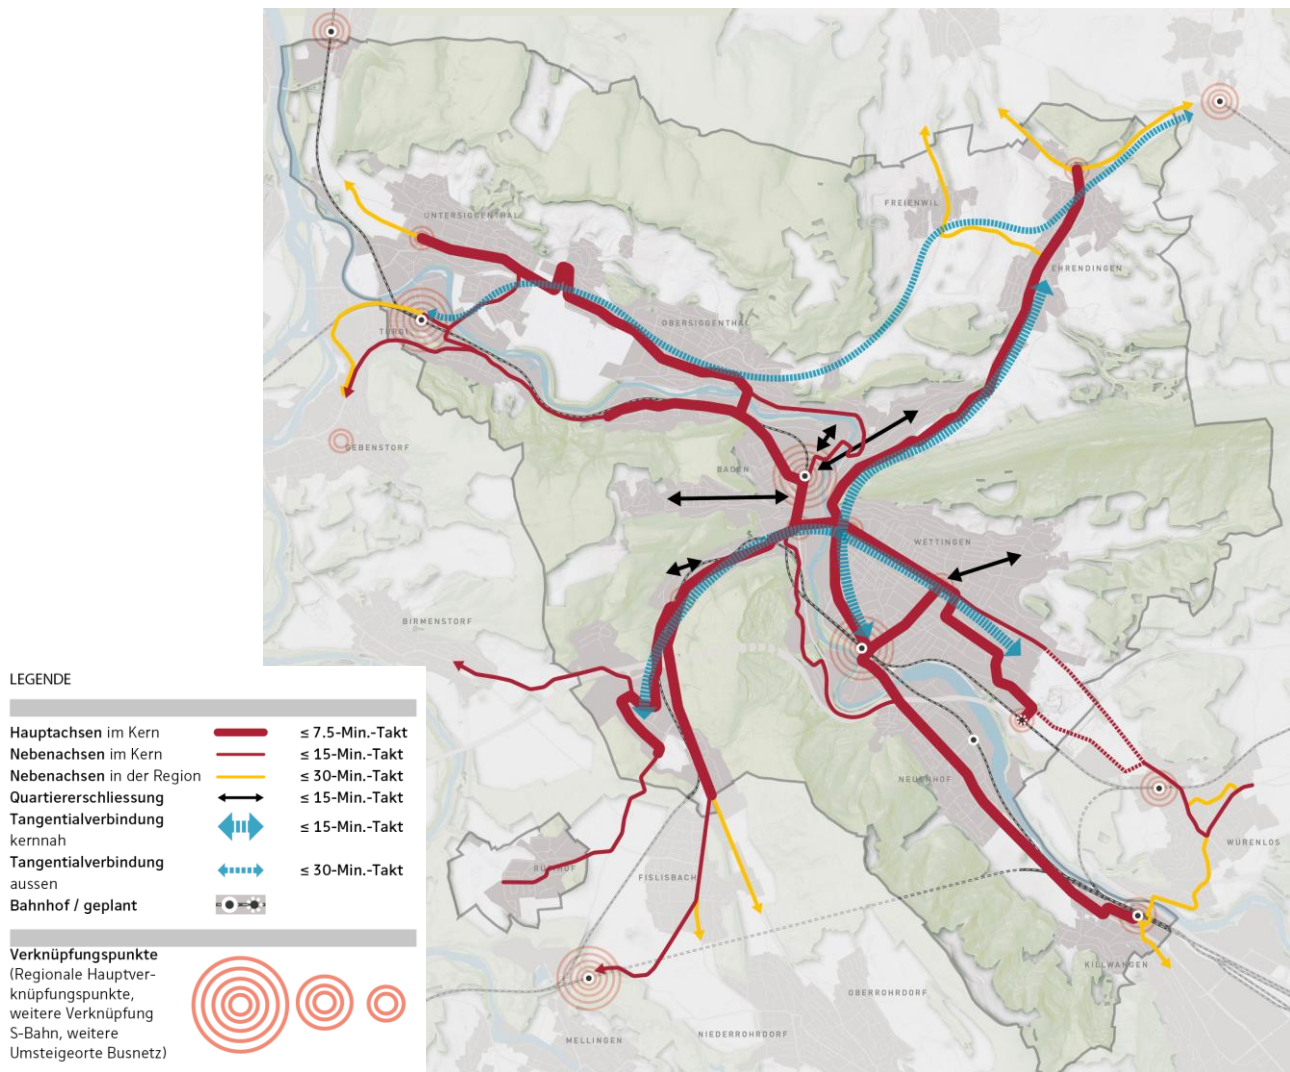 UNTERSIGGENTHAL
FREIENWIL
EHRENDINGEN
TURGI
OBERSIGGENTHAL
GEBENSTORF
BADEN
WETTINGEN
BIRMENSTORF
NEUENHOF
WÜRENLOS
RÜTIHOF
FISLISBACH
KILLWANGEN
OBERROHRDORF
NIEDERROHRDORF
MELLINGEN
LEGENDE
Hauptachsen im Kern ≤ 7.5-Min.-Takt
Nebenachsen im Kern ≤ 15-Min.-Takt
Nebenachsen in der Region ≤ 30-Min.-Takt
Quartiererschliessung ≤ 15-Min.-Takt
Tangentialverbindung
kernnah ≤ 15-Min.-Takt
Tangentialverbindung
aussen ≤ 30-Min.-Takt
Bahnhof / geplant
Verknüpfungspunkte
(Regionale Hauptver-
knüpfungspunkte,
weitere Verknüpfung
S-Bahn, weitere
Umsteigeorte Busnetz)